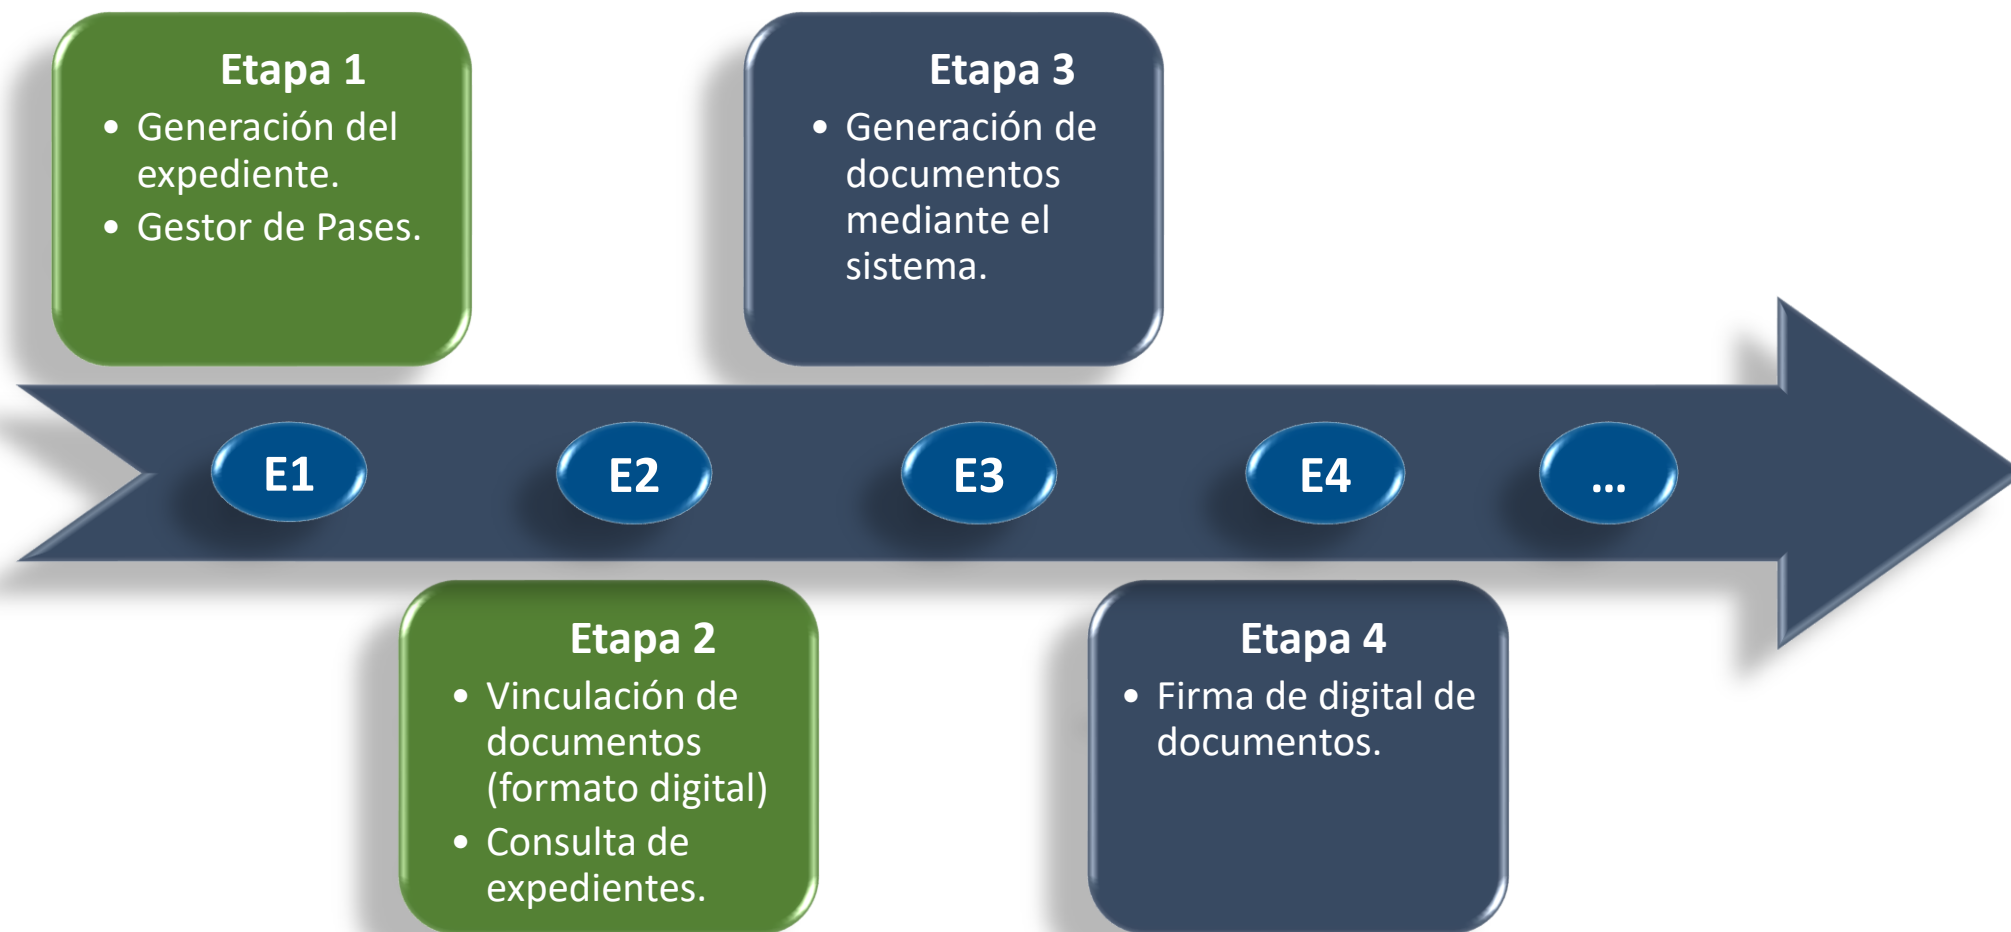 Etapa 1
• Generación del
expediente.
• Gestor de Pases.
Etapa 3
• Generación de
documentos
mediante el
sistema.
E1
E2
E3
E4
...
Etapa 2
• Vinculación de
documentos
(formato digital)
• Consulta de
expedientes.
Etapa 4
• Firma de digital de
documentos.